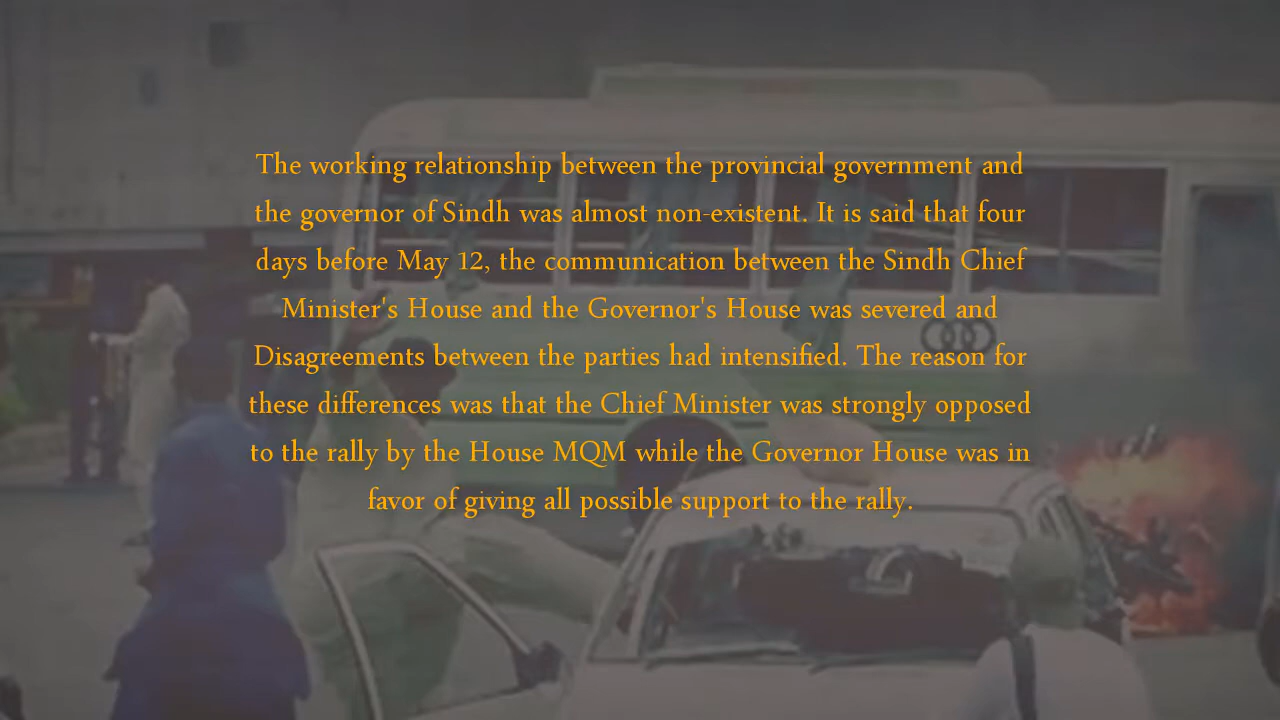 The working relationship between the provincial government and
the governor of Sindh was almost non-existent. It is said that four
days before May 12, the communication between the Sindh Chief
Minister's House and the Governor's House was severed and
Disagreements between the parties had intensified. The reason for
these differences was that the Chief Minister was strongly opposed
to the rally by the House MQM while the Governor House was in
favor of giving all possible support to the rally.